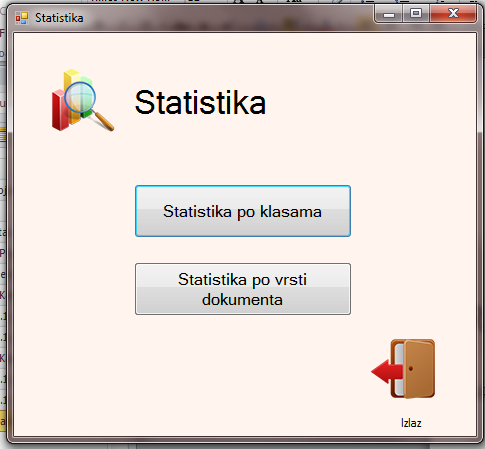 Statistika
Statistika
Statistika po klasama
Statistika po vrsti
dokumenta
Izlaz